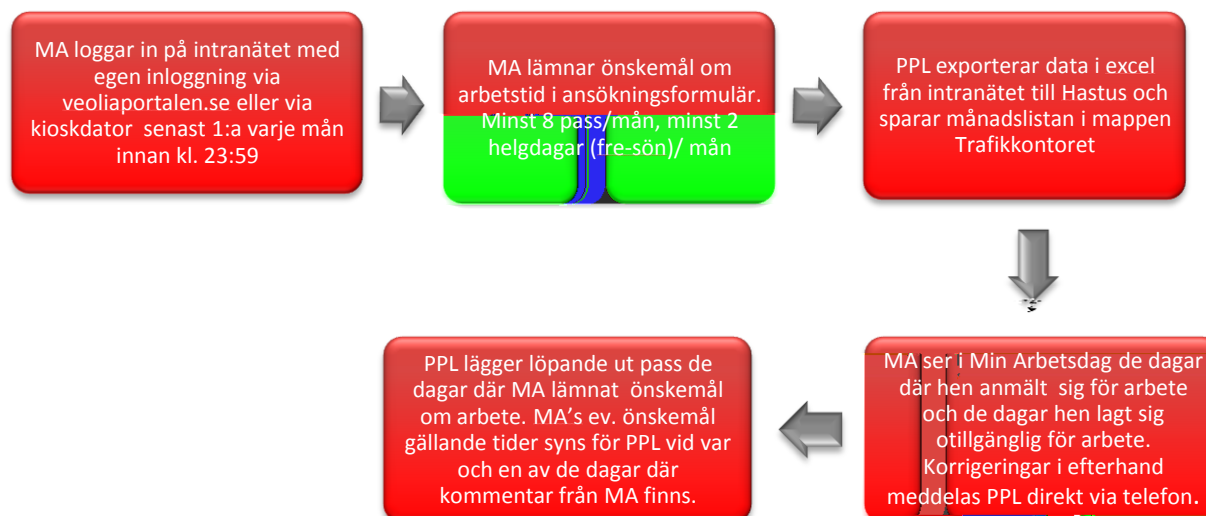 MA loggar in på intranätet med
egen inloggning via
veoliaportalen.se eller via
kioskdator senast 1:a varje mån
innan kl. 23:59
MA lämnar önskemål om
arbetstid i ansökningsformulär.
Minst 8 pass/mån, minst 2
helgdagar (fre-sön)/ mån
PPL exporterar data i excel
från intranätet till Hastus och
sparar månadslistan i mappen
Trafikkontoret
MA ser i Min Arbetsdag de dagar
där hen anmält sig för arbete
och de dagar hen lagt sig
otillgänglig för arbete.
Korrigeringar i efterhand
meddelas PPL direkt via telefon.
PPL lägger löpande ut pass de
dagar där MA lämnat önskemål
om arbete. MA's ev. önskemål
gällande tider syns för PPL vid var
och en av de dagar där
kommentar från MA finns.